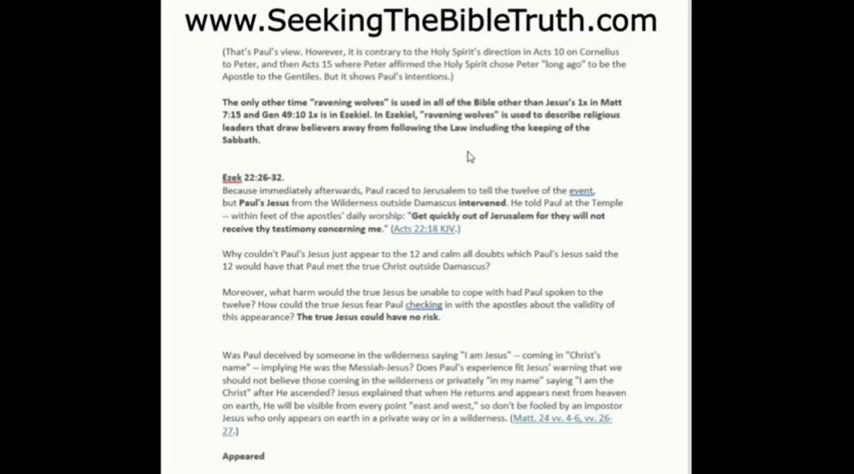 www.SeekingTheBibleTruth.com
(That's Paul's view. However, it is contrary to the Holy Spirit's direction in Acts 10 on Cornelius
to Peter, and then Acts 15 where Peter affirmed the Holy Spirit chose Peter "long ago" to be the
Apostle to the Gentiles. But it shows Paul's intentions.)
The only other time "ravening wolves" is used in all of the Bible other than Jesus's 1x in Matt
7:15 and Gen 49:10 1x is in Ezekiel. In Ezekiel, "ravening wolves" is used to describe religious
leaders that draw believers away from following the Law including the keeping of the
Sabbath.
Ezek 22:26-32.
Because immediately afterwards, Paul raced to Jerusalem to tell the twelve of the event,
but Paul's Jesus from the Wilderness outside Damascus intervened. He told Paul at the Temple
-- within feet of the apostles' daily worship: "Get quickly out of Jerusalem for they will not
receive thy testimony concerning me." (Acts 22:18 KJV.)
Why couldn't Paul's Jesus just appear to the 12 and calm all doubts which Paul's Jesus said the
12 would have that Paul met the true Christ outside Damascus?
Moreover, what harm would the true Jesus be unable to cope with had Paul spoken to the
twelve? How could the true Jesus fear Paul checking in with the apostles about the validity of
this appearance? The true Jesus could have no risk.
Was Paul deceived by someone in the wilderness saying "I am Jesus" -- coming in "Christ's
name" -- implying He was the Messiah-Jesus? Does Paul's experience fit Jesus' warning that we
should not believe those coming in the wilderness or privately "in my name" saying "I am the
Christ" after He ascended? Jesus explained that when He returns and appears next from heaven
on earth, He will be visible from every point "east and west," so don't be fooled by an impostor
Jesus who only appears on earth in a private way or in a wilderness. (Matt. 24 vv. 4-6, vv. 26-
27.)
Appeared